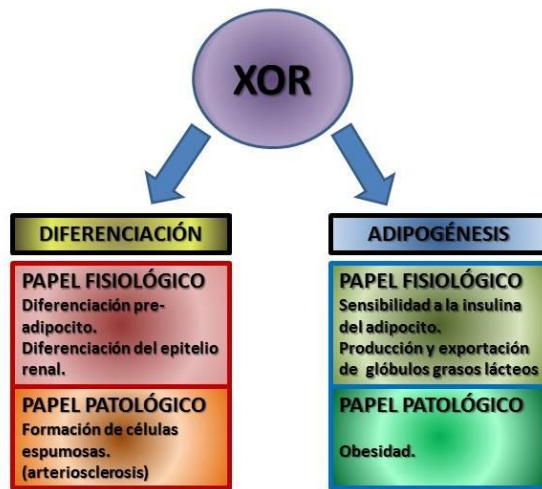 XOR
DIFERENCIACIÓN
PAPEL FISIOLÓGICO
Diferenciación pre-
adipocito.
Diferenciación del epitelio
renal.
PAPEL PATOLÓGICO
Formación de células
espumosas.
(arteriosclerosis)
ADIPOGÉNESIS
PAPEL FISIOLÓGICO
Sensibilidad a la insulina
del adipocito.
Producción y exportación
de glóbulos grasos lácteos
PAPEL PATOLÓGICO
Obesidad.